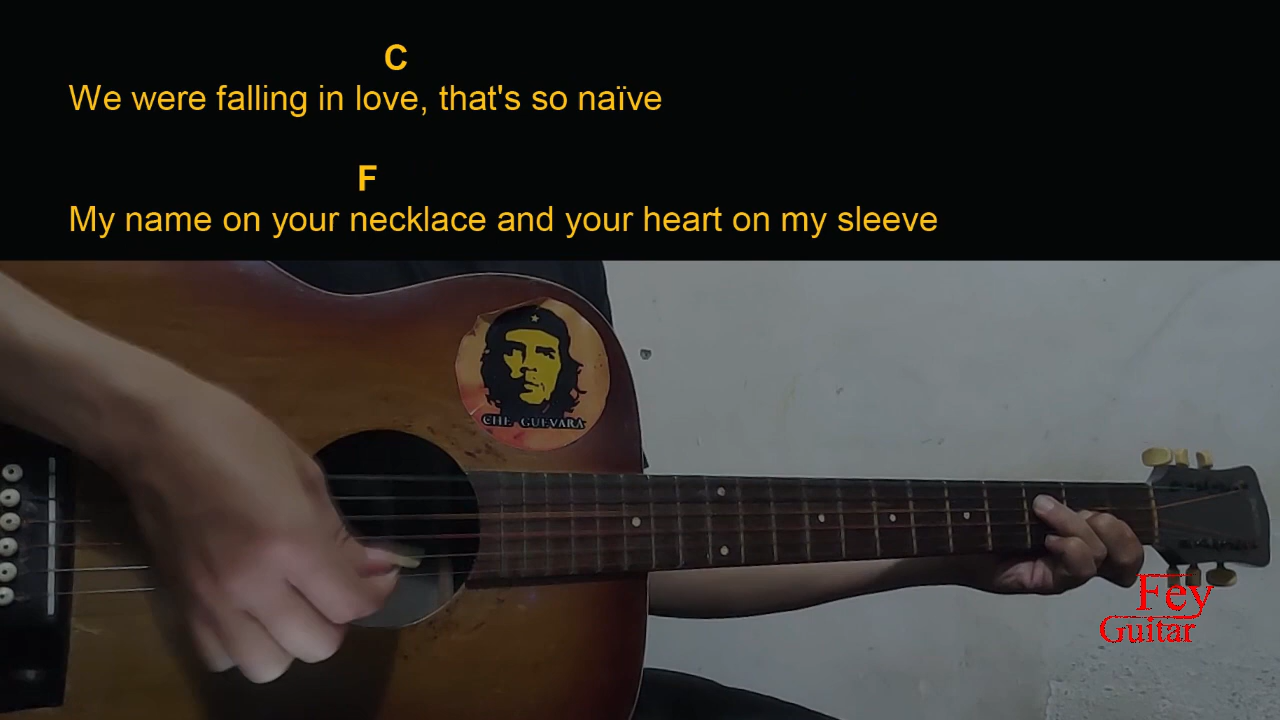 C
We were falling in love, that's so naïve
F
My name on your necklace and your heart on my sleeve
CHE GUEVARA
Fey
Guitar